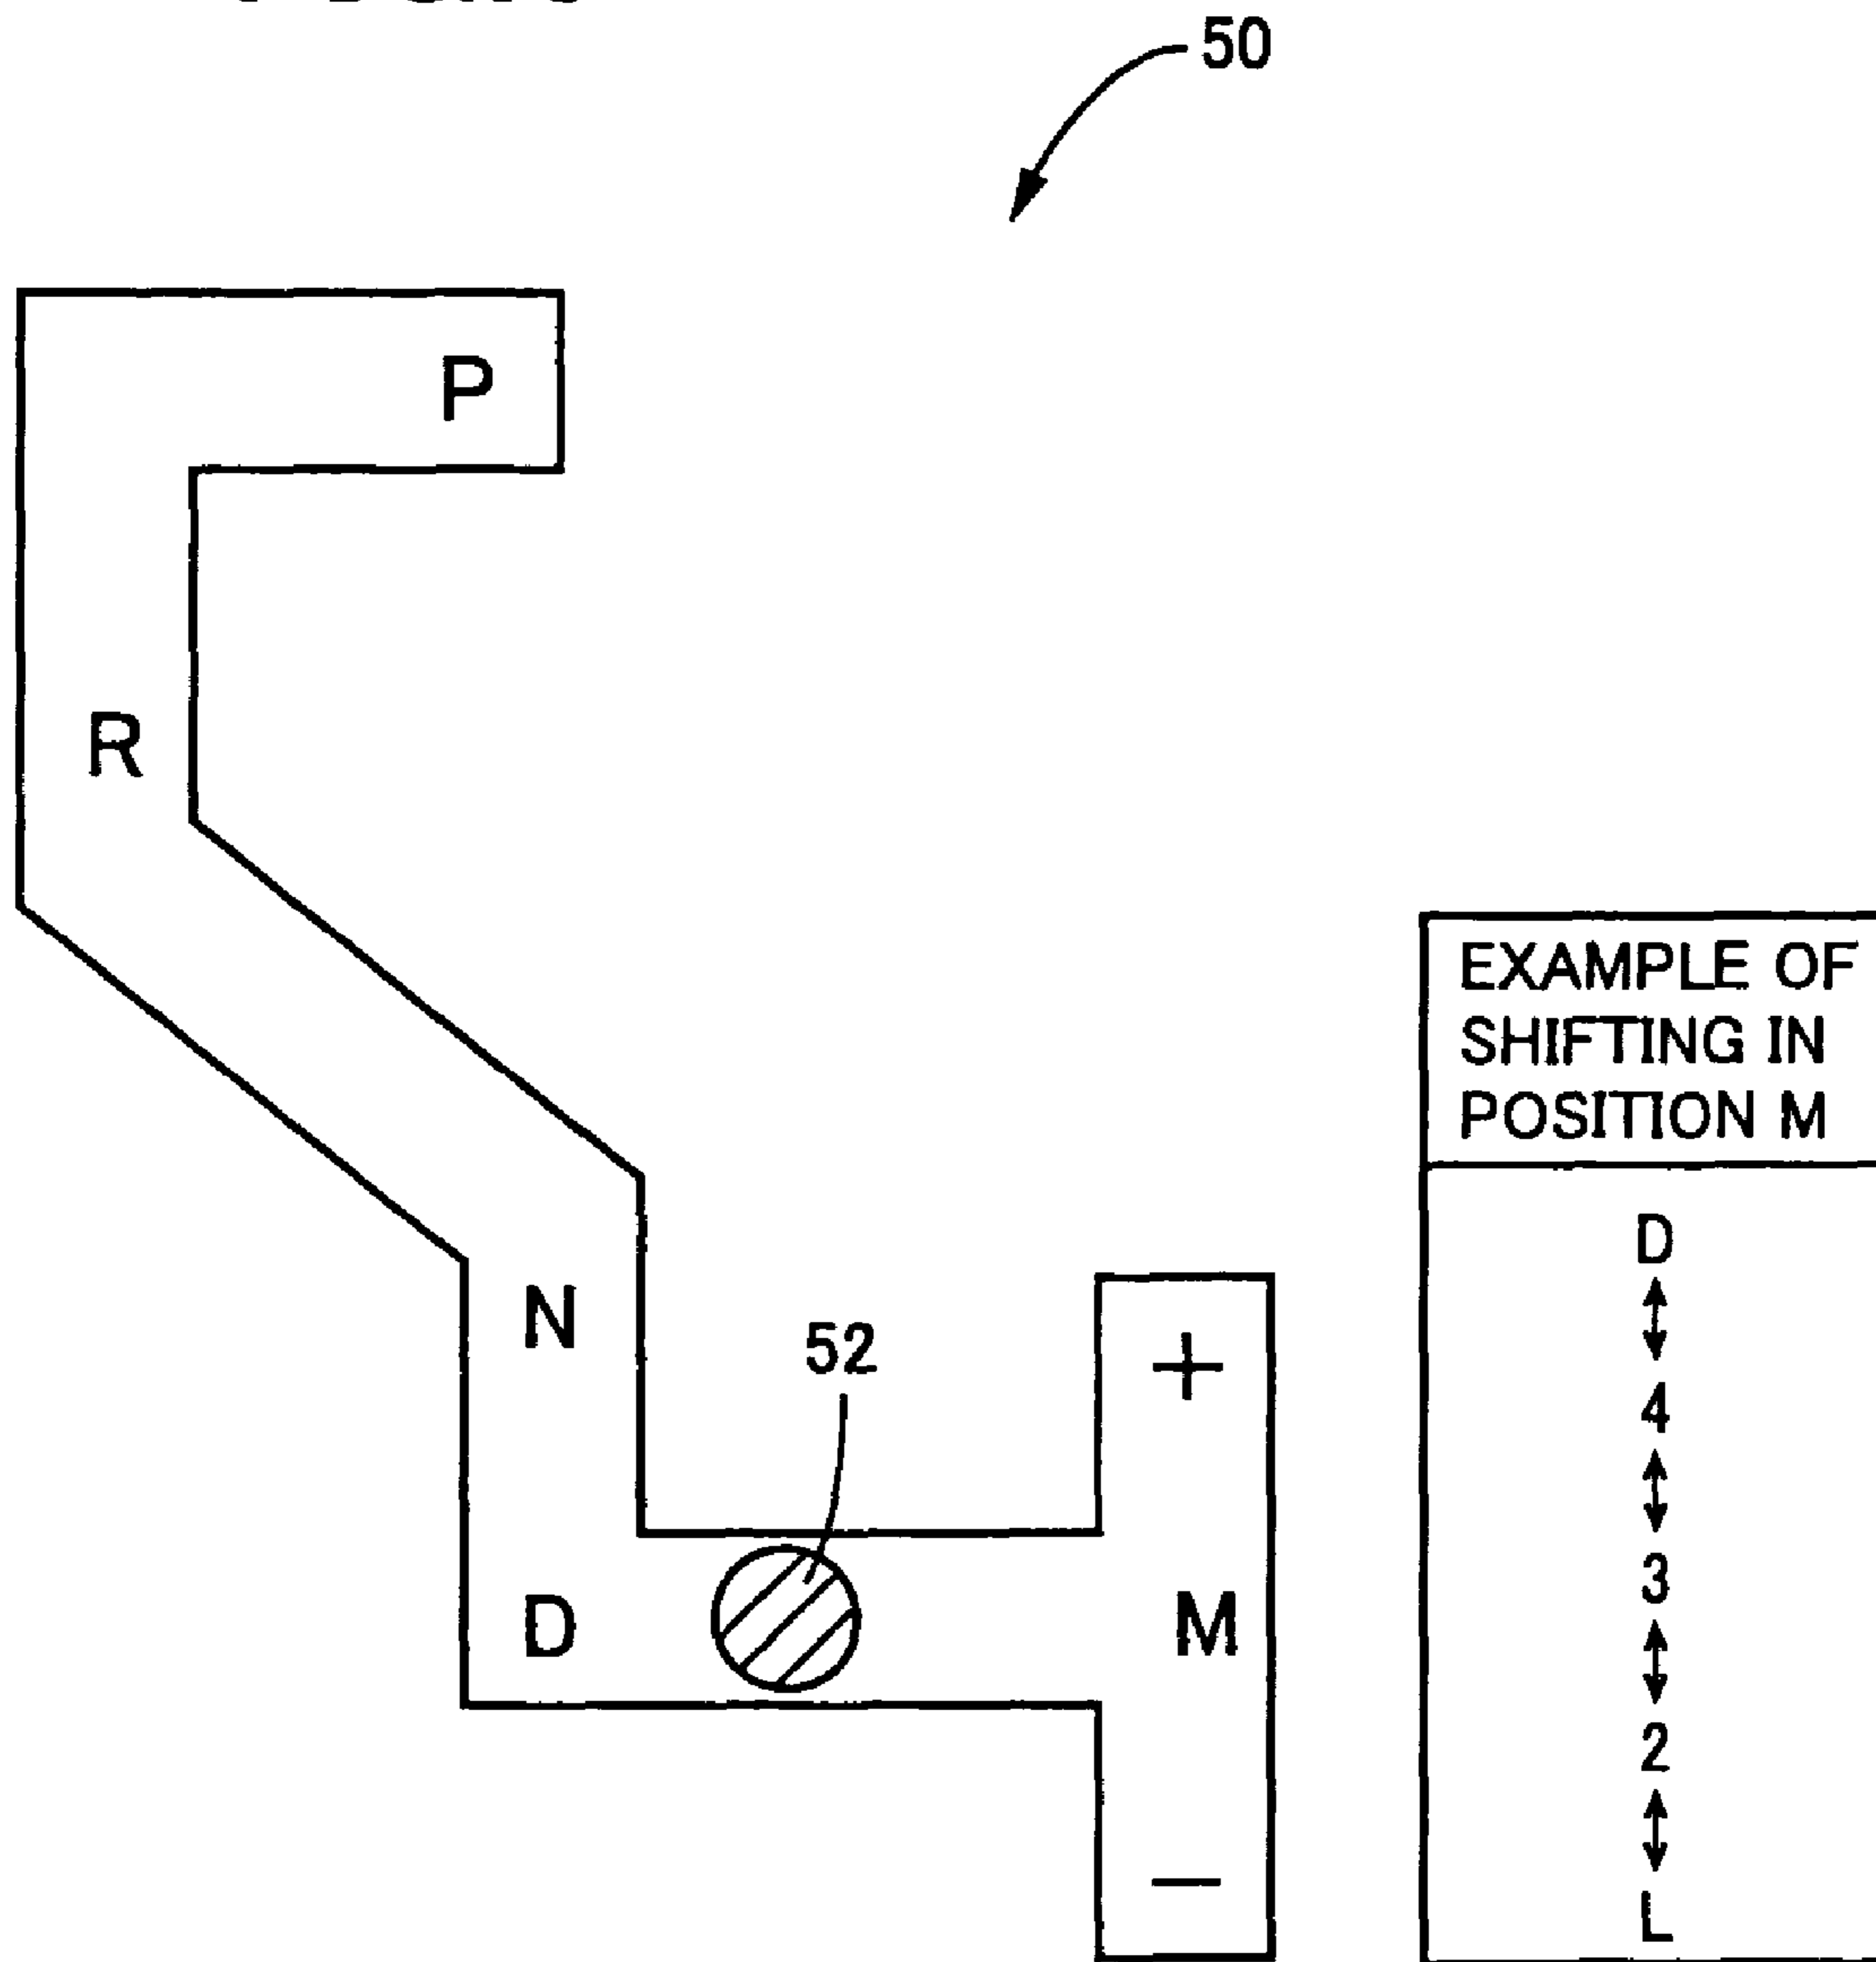 50
P
R
N
52
+
D
M
−
EXAMPLE OF
SHIFTING IN
POSITION M
D
4
3
2
L